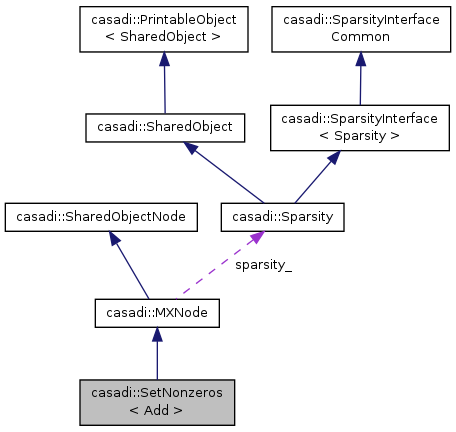 casadi::PrintableObject
< SharedObject >
casadi::SparsityInterface
Common
casadi::SharedObject
casadi::SparsityInterface
< Sparsity >
casadi::SharedObjectNode
casadi::Sparsity
sparsity_
casadi::MXNode
casadi::SetNonzeros
< Add >